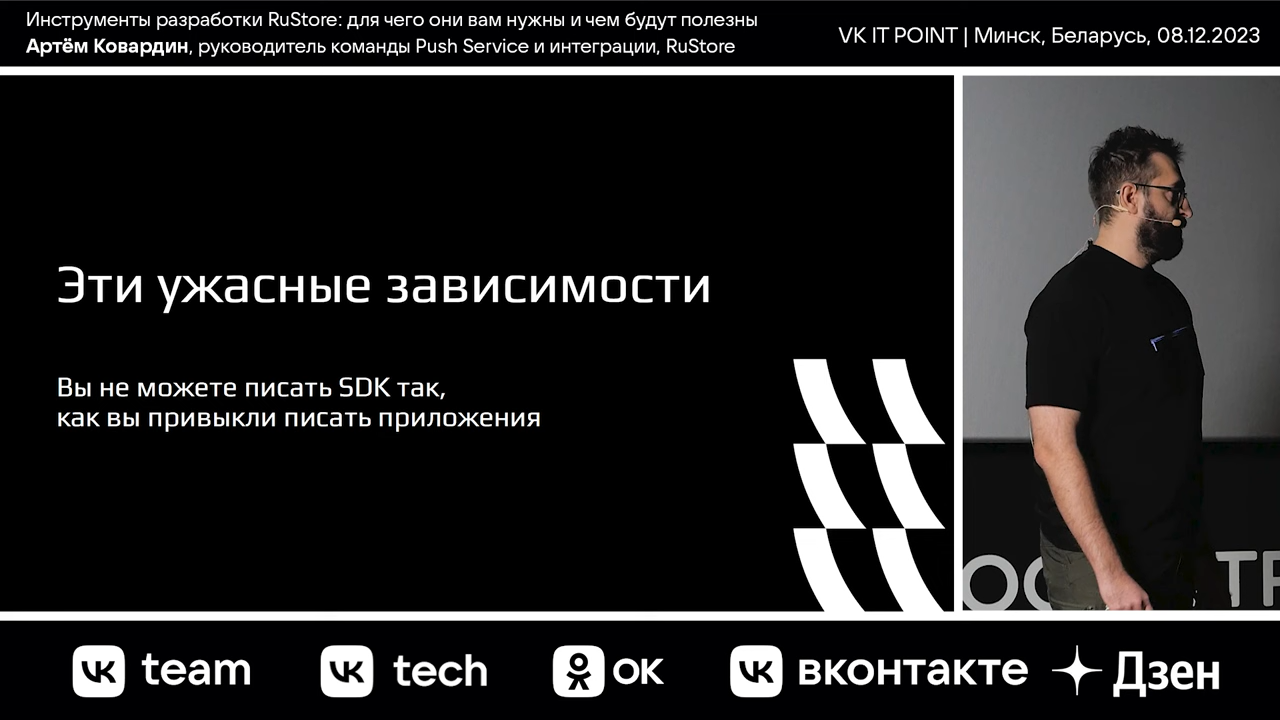 Инструменты разработки RuStore: для чего они вам нужны и чем будут полезны
Артём Ковардин, руководитель команды Push Service и интеграции, RuStore
VK IT POINT | Минск, Беларусь, 08.12.2023
Эти ужасные зависимости
Вы не можете писать SDK так,
как вы привыкли писать приложения
team
tech
ок
вконтакте
Дзен